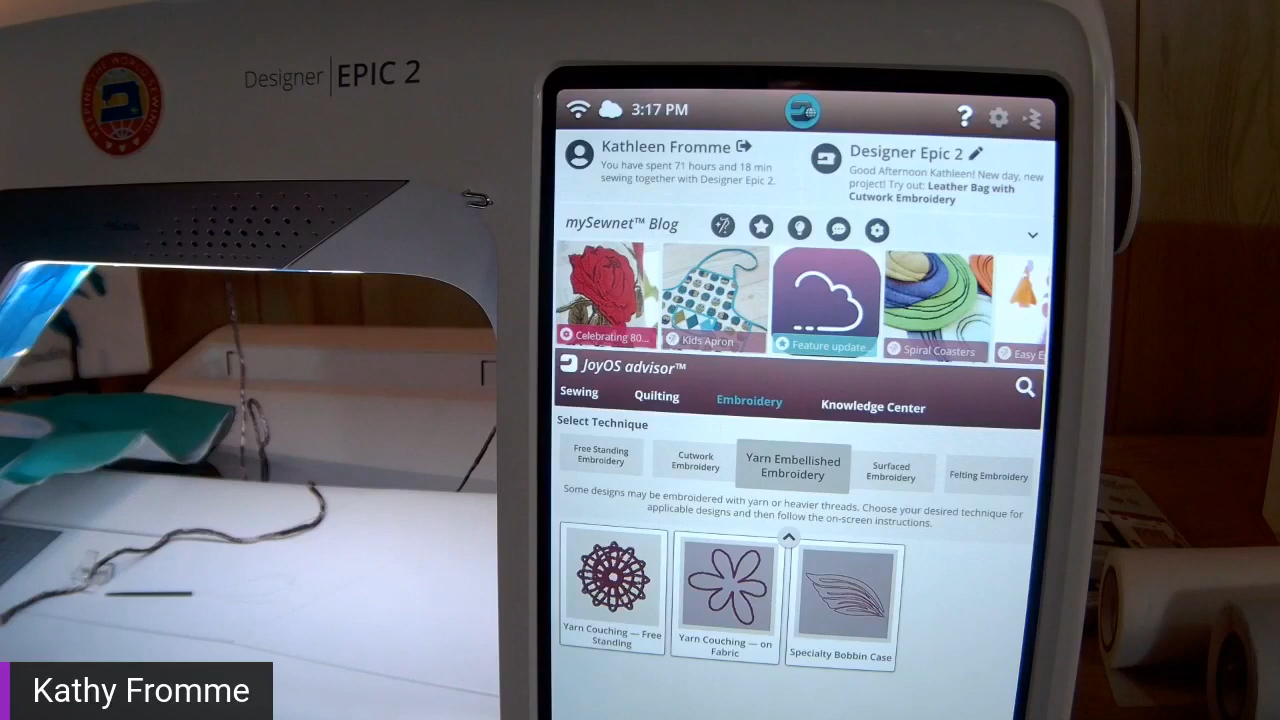 KEEPING THE WORLD SEWING
Designer | EPIC 2
3:17 PM
?
Kathleen Fromme
You have spent 71 hours and 18 min
sewing together with Designer Epic 2.
Designer Epic 2
Good Afternoon Kathleen! New day, new
project! Try out: Leather Bag with
Cutwork Embroidery
mySewnet™ Blog
Celebrating 80...
Kids Apron
Feature update...
Spiral Coasters
Easy E
JoyOS advisor™
Sewing
Quilting
Embroidery
Knowledge Center
Select Technique
Free Standing
Embroidery
Cutwork
Embroidery
Yarn Embellished
Embroidery
Surfaced
Embroidery
Felting Embroidery
Some designs may be embroidered with yarn or heavier threads. Choose your desired technique for
applicable designs and then follow the on-screen instructions.
Yarn Couching — Free
Standing
Yarn Couching — on
Fabric
Specialty Bobbin Case
Kathy Fromme